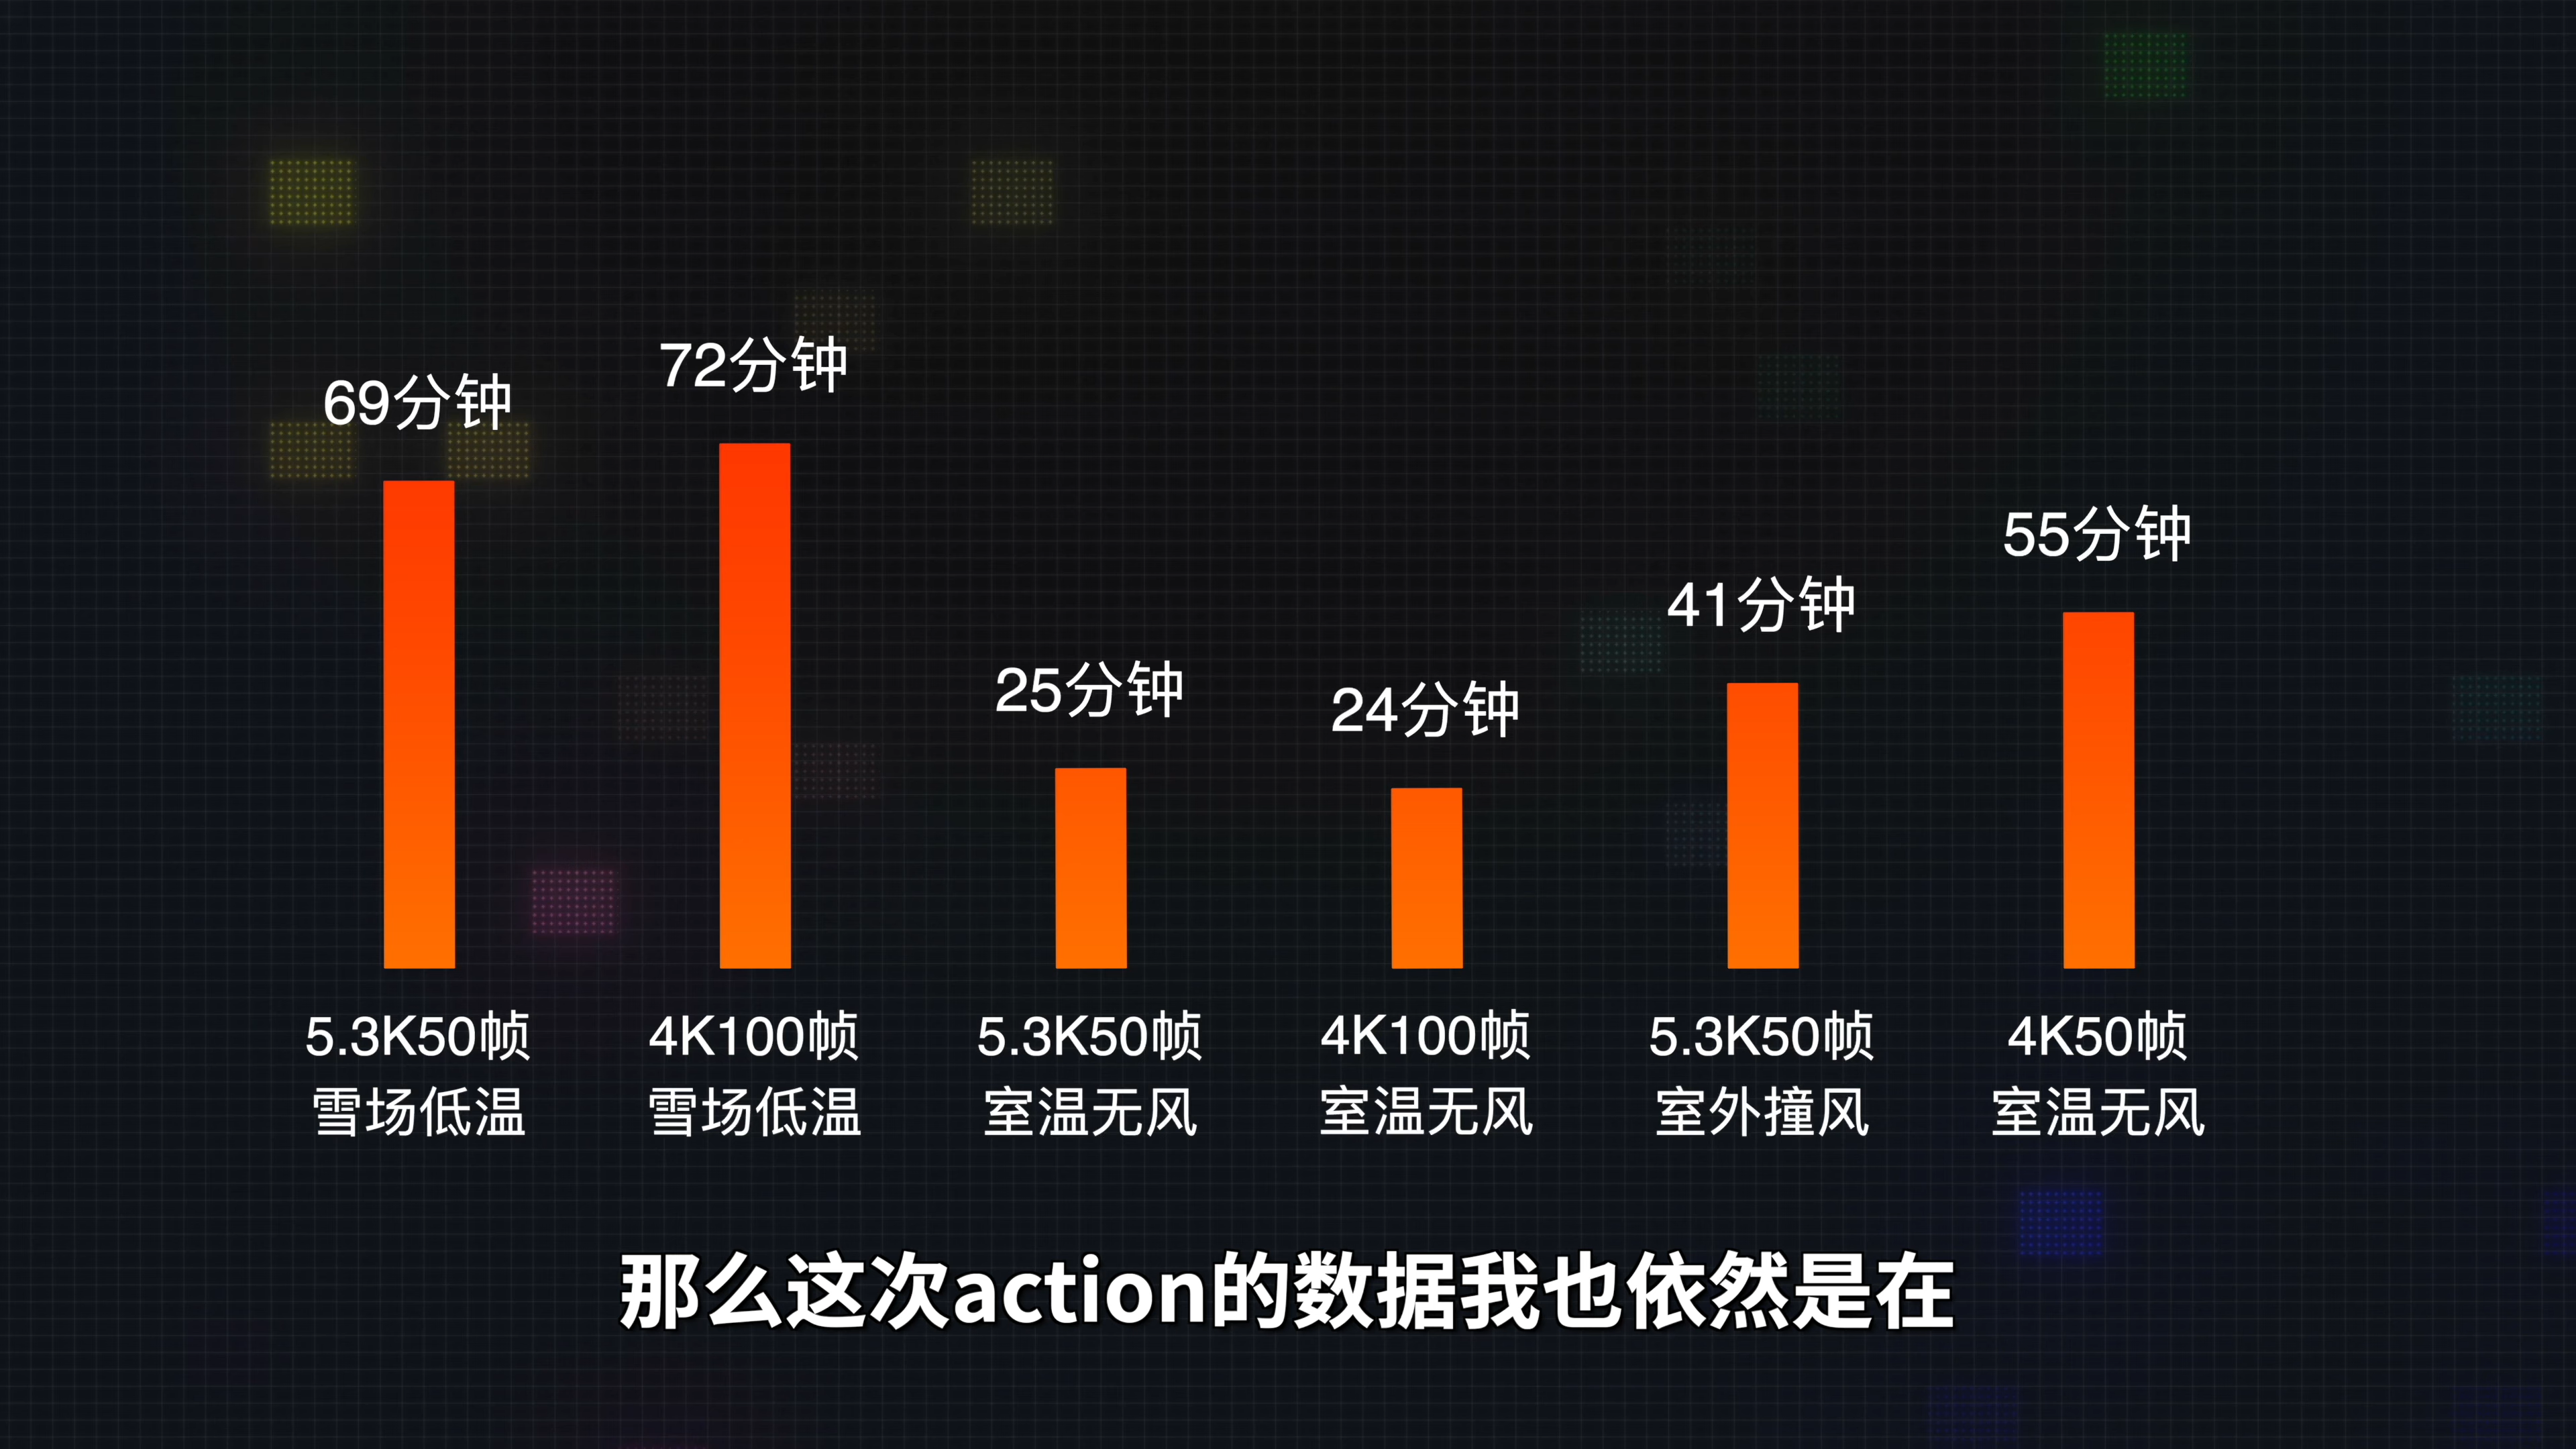 69分钟
72分钟
25分钟
24分钟
41分钟
55分钟
5.3K50帧
雪场低温
4K100帧
雪场低温
5.3K50帧
室温无风
4K100帧
室温无风
5.3K50帧
室外撞风
4K50帧
室温无风
那么这次action的数据我也依然是在